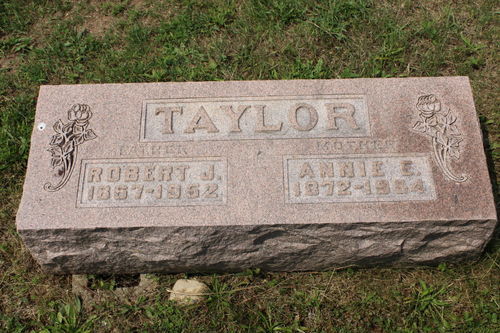 TAYLOR
FATHER
ROBERT J.
1867-1952
MOTHER
ANNIE E.
1872-1954